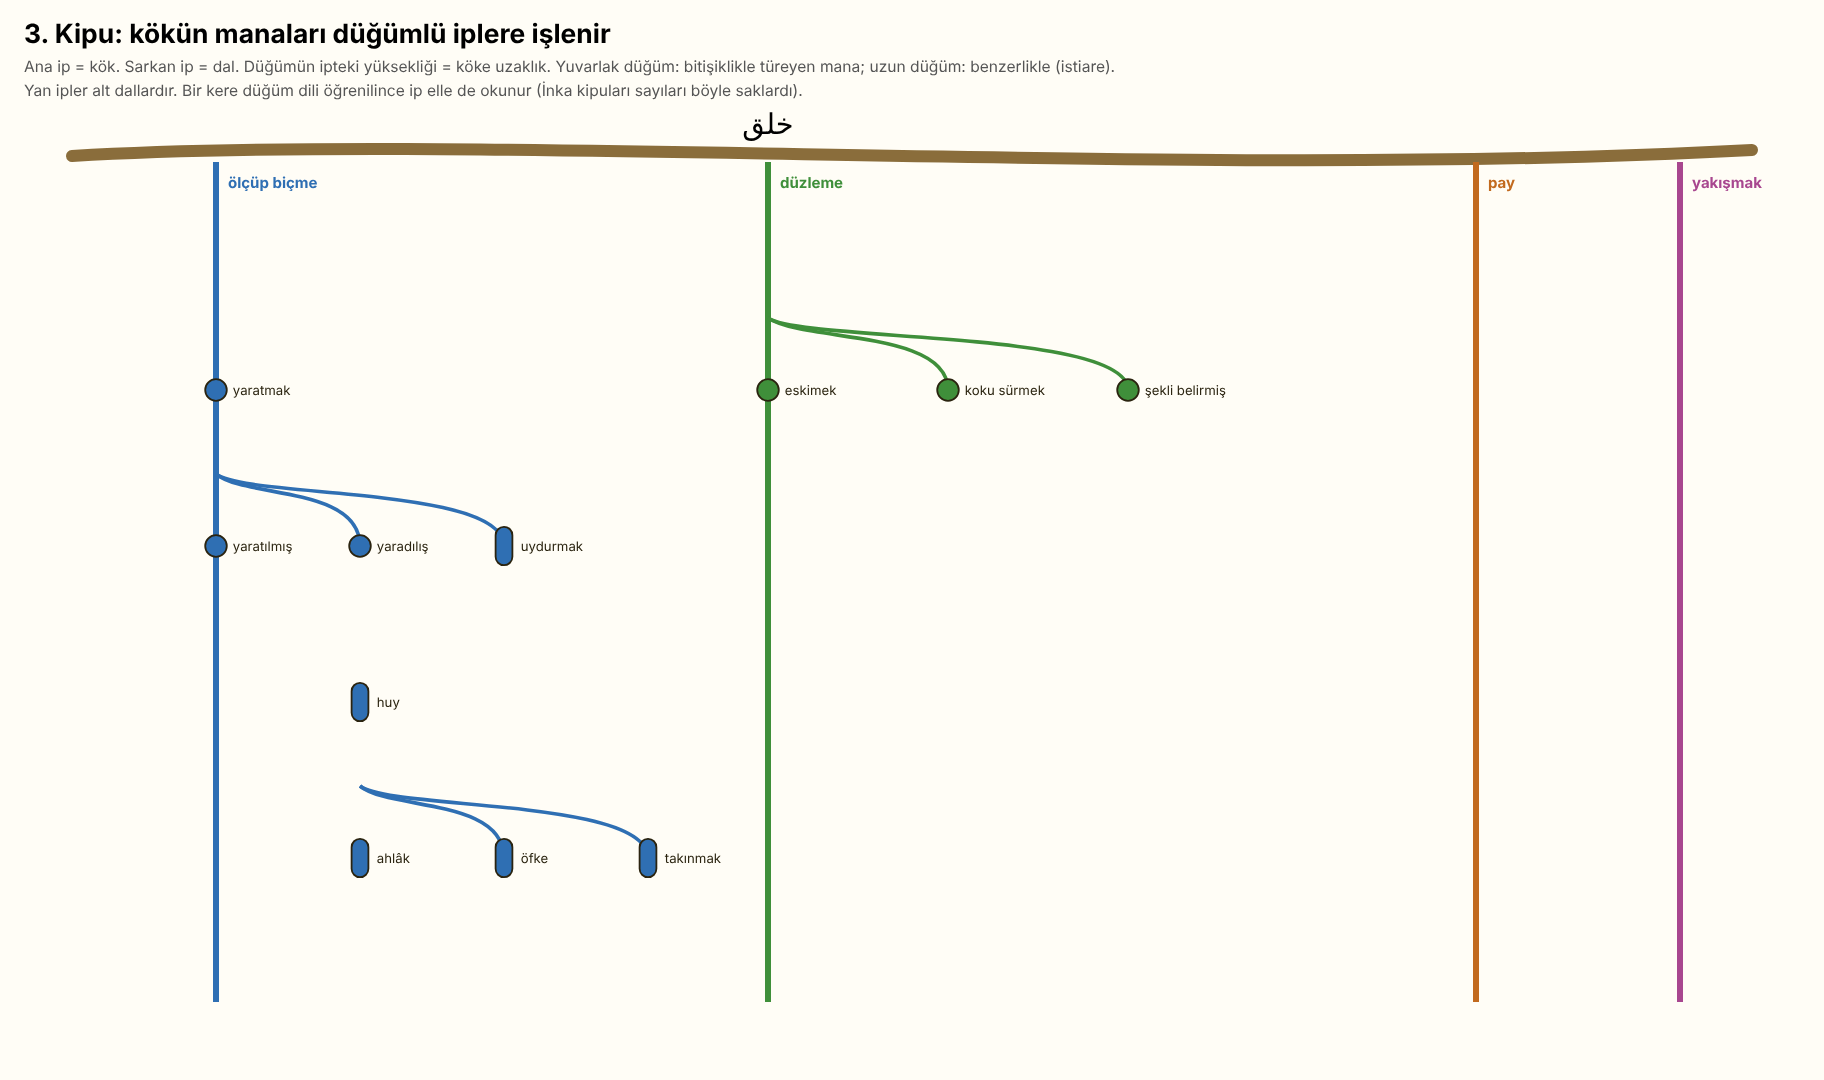 3. Kipu: kökün manaları düğümlü iplere işlenir
Ana ip = kök. Sarkan ip = dal. Düğümün ipteki yüksekliği = köke uzaklık. Yuvarlak düğüm: bitişiklikle türeyen mana; uzun düğüm: benzerlikle (istiare).
Yan ipler alt dallardır. Bir kere düğüm dili öğrenilince ip elle de okunur (İnka kipuları sayıları böyle saklardı).
خلق
ölçüp biçme
düzleme
pay
yakışmak
yaratmak
eskimek
koku sürmek
şekli belirmiş
yaratılmış
yaradılış
uydurmak
huy
ahlâk
öfke
takınmak